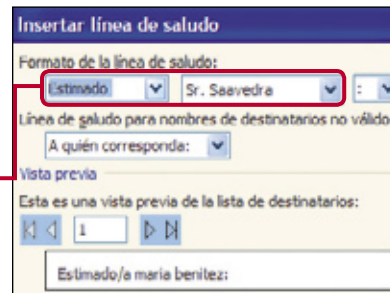 Insertar línea de saludo
Formato de la línea de saludo:
Estimado Sr. Saavedra :
Línea de saludo para nombres de destinatarios no válido
A quién corresponda:
Vista previa
Esta es una vista previa de la lista de destinatarios:
1
Estimado/a maria benitez: